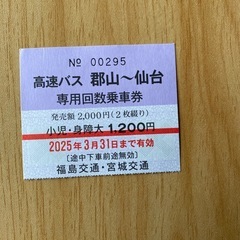 № 00295
高速バス 郡山～仙台
専用回数乗車券
発売額 2,000円(2枚綴り)
小児・身障大 1,200円
2025年3月31日まで有効
〔途中下車前途無効〕
福島交通・宮城交通